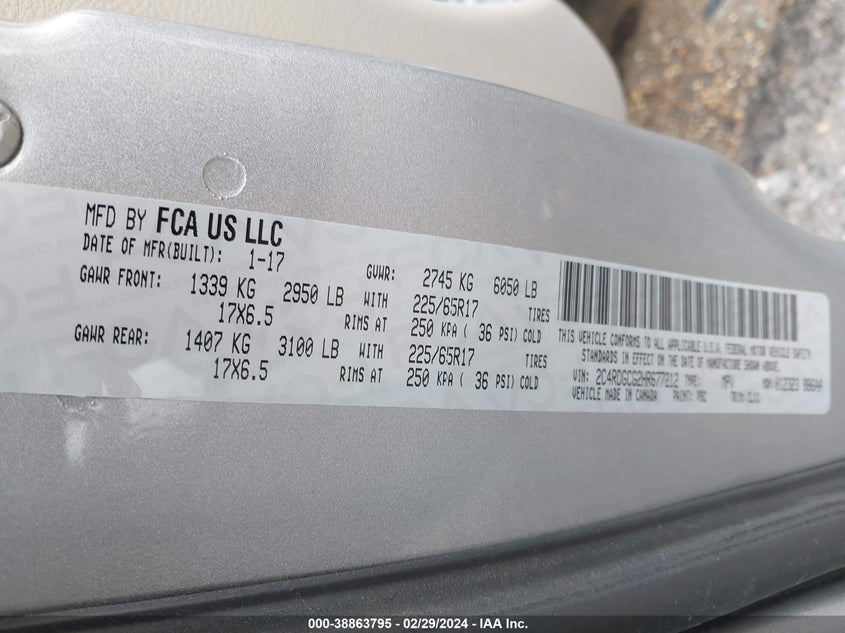 MFD BY FCA US LLC
DATE OF MFR(BUILT): 1-17
GVWR: 2745 KG 6050 LB
GAWR FRONT: 1339 KG 2950 LB WITH 225/65R17 TIRES
17X6.5 RIMS AT 250 KPA ( 36 PSI) COLD
GAWR REAR: 1407 KG 3100 LB WITH 225/65R17 TIRES
17X6.5 RIMS AT 250 KPA ( 36 PSI) COLD
THIS VEHICLE CONFORMS TO ALL APPLICABLE U.S.A. FEDERAL MOTOR VEHICLE SAFETY
STANDARDS IN EFFECT ON THE DATE OF MANUFACTURE SHOWN ABOVE.
VIN: 2C4RDGCG2HR677212 TYPE: MPV MDH:
VEHICLE MADE IN CANADA PAINT: PSC TRIM:
000-38863795 - 02/29/2024 - IAA Inc.